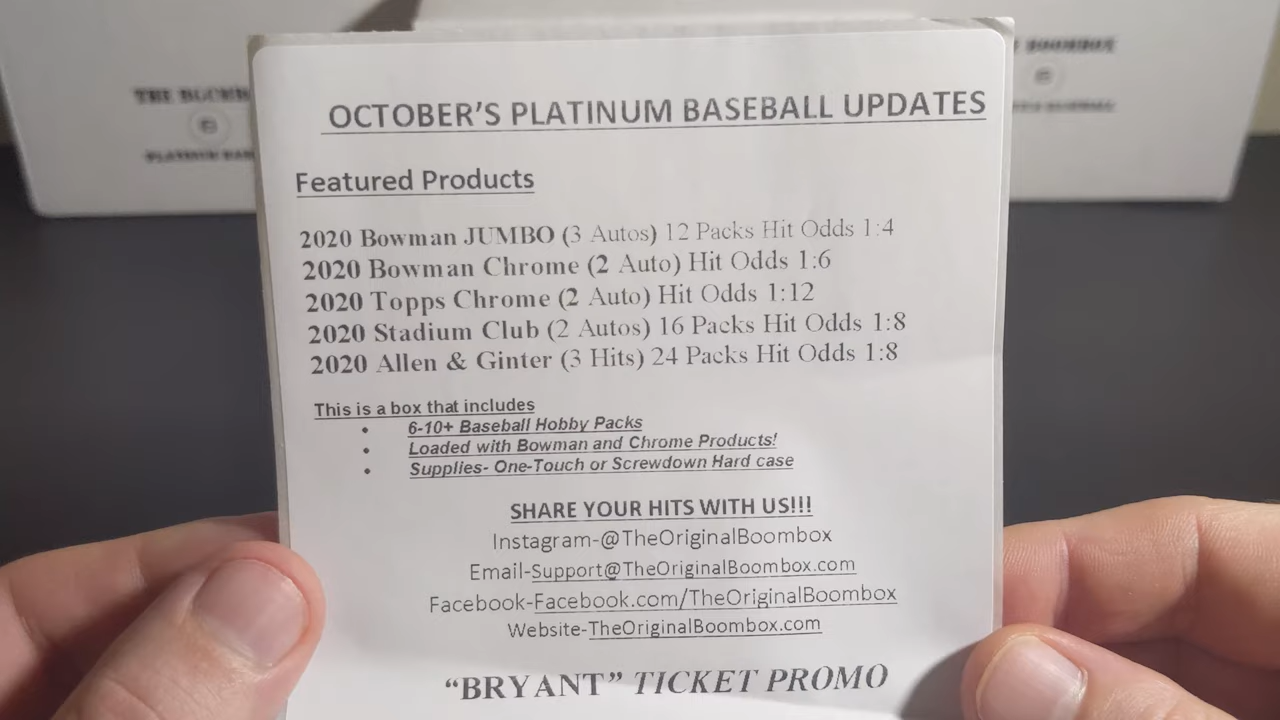 THE
PLATINUM
BOOMBOX
BASEBALL
OCTOBER'S PLATINUM BASEBALL UPDATES
Featured Products
2020 Bowman JUMBO (3 Autos) 12 Packs Hit Odds 1:4
2020 Bowman Chrome (2 Auto) Hit Odds 1:6
2020 Topps Chrome (2 Auto) Hit Odds 1:12
2020 Stadium Club (2 Autos) 16 Packs Hit Odds 1:8
2020 Allen & Ginter (3 Hits) 24 Packs Hit Odds 1:8
This is a box that includes
• 6-10+ Baseball Hobby Packs
• Loaded with Bowman and Chrome Products!
• Supplies- One-Touch or Screwdown Hard case
SHARE YOUR HITS WITH US!!!
Instagram-@TheOriginalBoombox
Email-Support@TheOriginalBoombox.com
Facebook-Facebook.com/TheOriginalBoombox
Website-TheOriginalBoombox.com
“BRYANT” TICKET PROMO